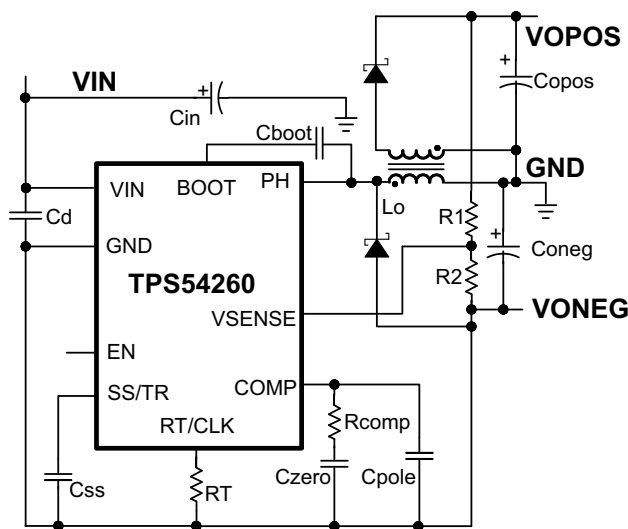 VOPOS
VIN
+
Cin
+
Copos
Cboot
GND
VIN
BOOT
PH
Lo
Cd
GND
R1
+
Coneg
TPS54260
R2
VSENSE
VONEG
EN
SS/TR
COMP
RT/CLK
Rcomp
Css
RT
Czero
Cpole